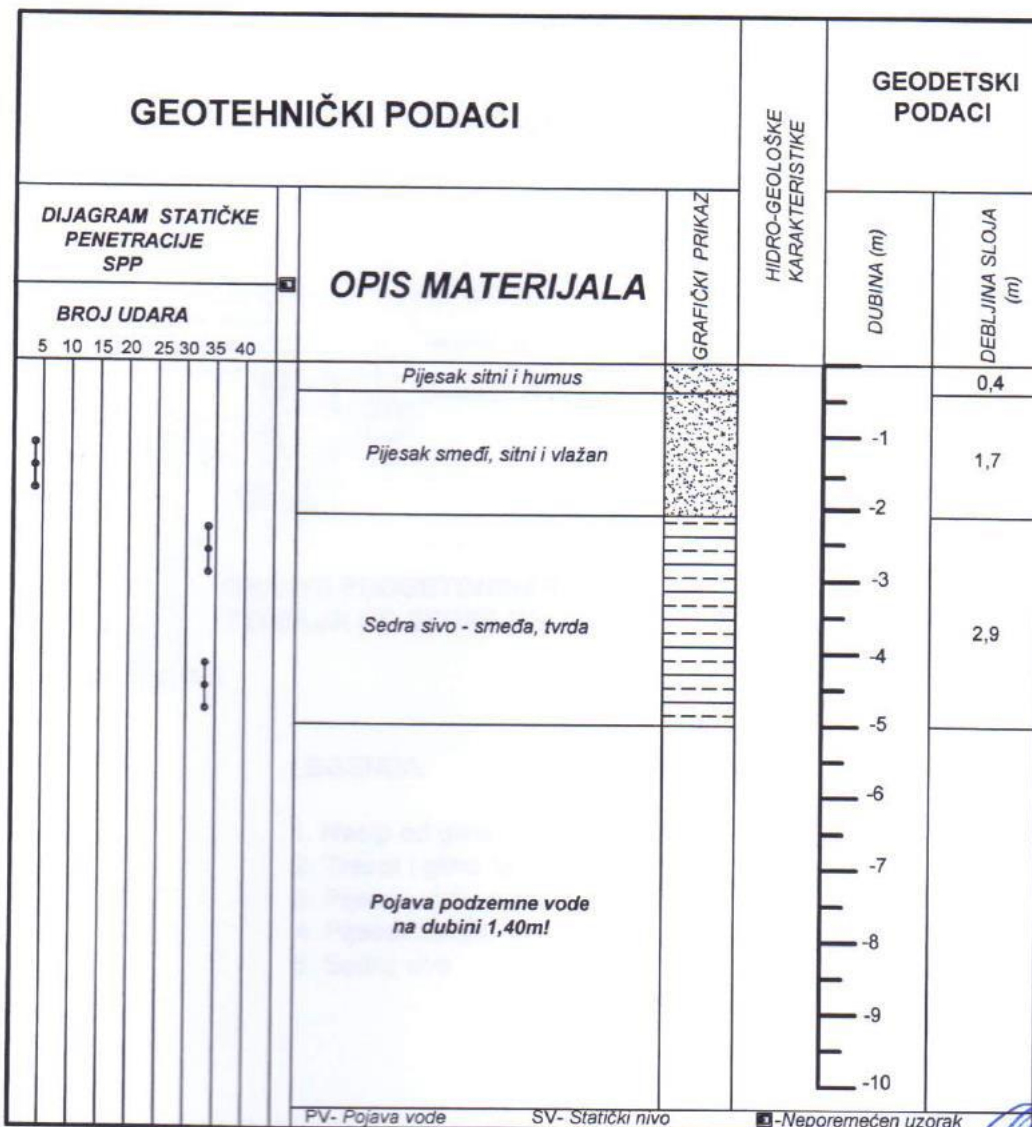 GEOTEHNIČKI PODACI
HIDRO-GEOLOŠKE
KARAKTERISTIKE
GEODETSKI
PODACI
DIJAGRAM STATIČKE
PENETRACIJE
SPP
BROJ UDARA
5 10 15 20 25 30 35 40
OPIS MATERIJALA
GRAFIČKI PRIKAZ
DUBINA (m)
DEBLJINA SLOJA
(m)
Pijesak sitni i humus
0,4
Pijesak smeđi, sitni i vlažan
-1
1,7
-2
-3
Sedra sivo - smeđa, tvrda
2,9
-4
-5
-6
-7
Pojava podzemne vode
na dubini 1,40m!
-8
-9
-10
PV- Pojava vode SV- Statički nivo -Neporemećen uzorak